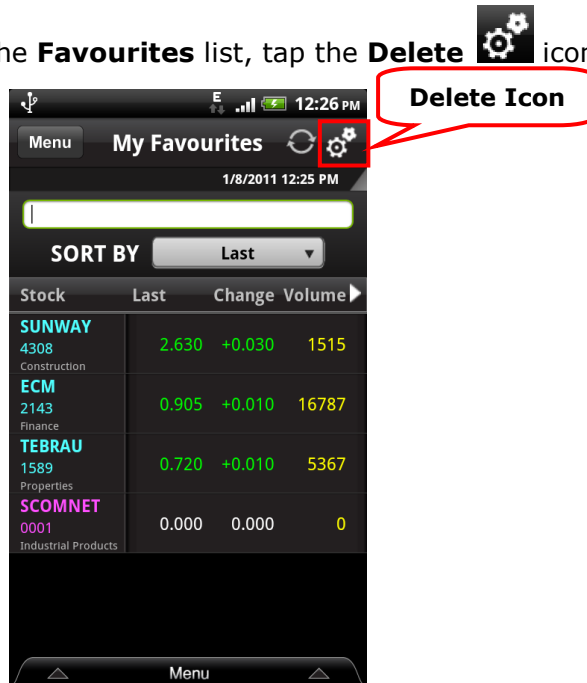 he Favourites list, tap the Delete icon
Delete Icon
E 12:26 PM
Menu My Favourites
1/8/2011 12:25 PM
SORT BY Last
Stock Last Change Volume
SUNWAY
4308 2.630 +0.030 1515
Construction
ECM
2143 0.905 +0.010 16787
Finance
TEBRAU
1589 0.720 +0.010 5367
Properties
SCOMNET
0001 0.000 0.000 0
Industrial Products
Menu